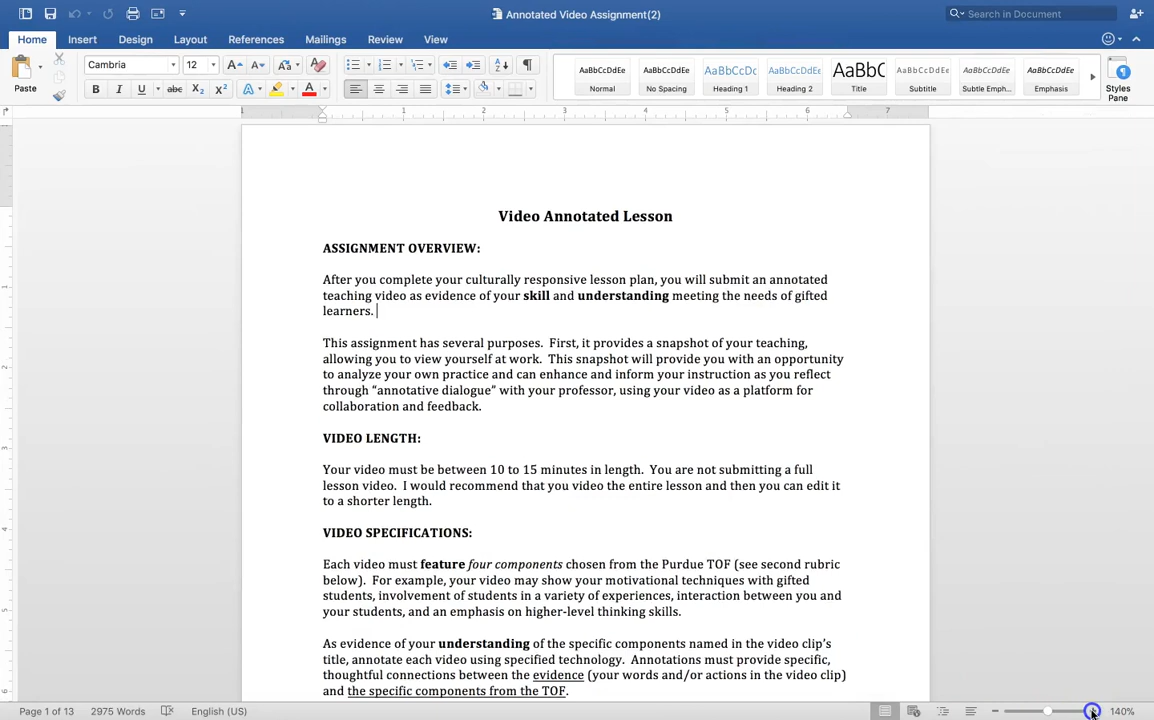 Annotated Video Assignment(2)
Search in Document
Home Insert Design Layout References Mailings Review View
Paste
Cambria 12
AaBbCcDdEe AaBbCcDdEe AaBbCcDc AaBbCcDdEe AaBbC AaBbCcDdEe AaBbCcDdEe AaBbCcDdEe
Normal No Spacing Heading 1 Heading 2 Title Subtitle Subtle Emph... Emphasis
Styles
Pane
1 1 2 3 4 5 6 7
Video Annotated Lesson
ASSIGNMENT OVERVIEW:
After you complete your culturally responsive lesson plan, you will submit an annotated
teaching video as evidence of your skill and understanding meeting the needs of gifted
learners.
This assignment has several purposes.  First, it provides a snapshot of your teaching,
allowing you to view yourself at work.  This snapshot will provide you with an opportunity
to analyze your own practice and can enhance and inform your instruction as you reflect
through “annotative dialogue” with your professor, using your video as a platform for
collaboration and feedback.
VIDEO LENGTH:
Your video must be between 10 to 15 minutes in length.  You are not submitting a full
lesson video.  I would recommend that you video the entire lesson and then you can edit it
to a shorter length.
VIDEO SPECIFICATIONS:
Each video must feature four components chosen from the Purdue TOF (see second rubric
below).  For example, your video may show your motivational techniques with gifted
students, involvement of students in a variety of experiences, interaction between you and
your students, and an emphasis on higher-level thinking skills.
As evidence of your understanding of the specific components named in the video clip’s
title, annotate each video using specified technology.  Annotations must provide specific,
thoughtful connections between the evidence (your words and/or actions in the video clip)
and the specific components from the TOF.
Page 1 of 13 2975 Words English (US) 140%